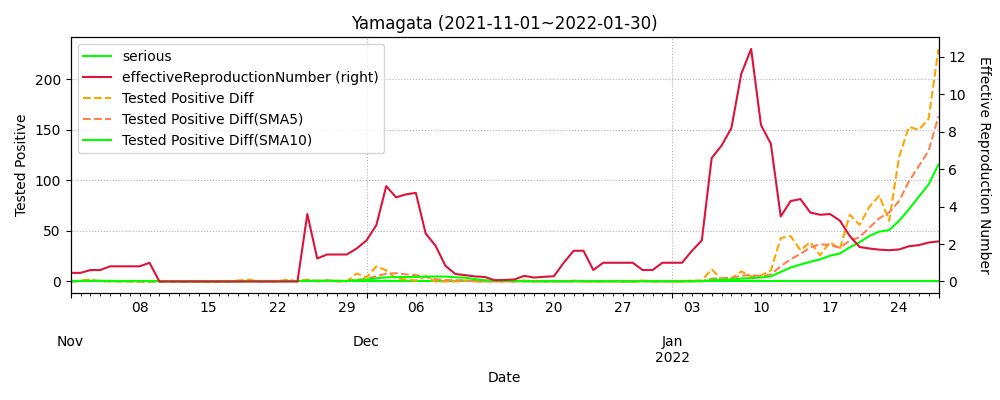 Yamagata (2021-11-01~2022-01-30)
serious
effectiveReproductionNumber (right)
Tested Positive Diff
Tested Positive Diff(SMA5)
Tested Positive Diff(SMA10)
Tested Positive
200
150
100
50
0
Effective Reproduction Number
12
10
8
6
4
2
0
08 15 22 29 06 13 20 27 03 10 17 24
Nov Dec Jan
2022
Date